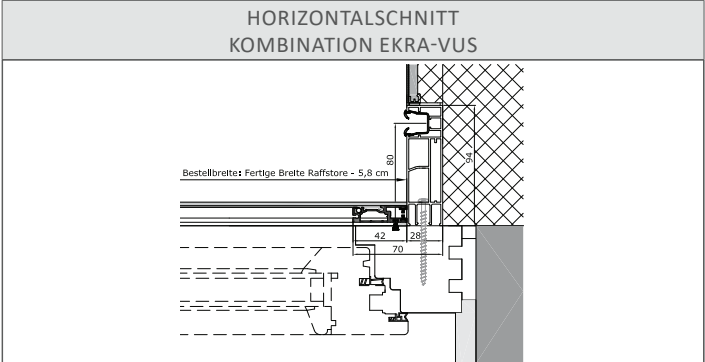 HORIZONTALSCHNITT
KOMBINATION EKRA-VUS
80
94
Bestellbreite: Fertige Breite Raffstore - 5,8 cm
42 28
70